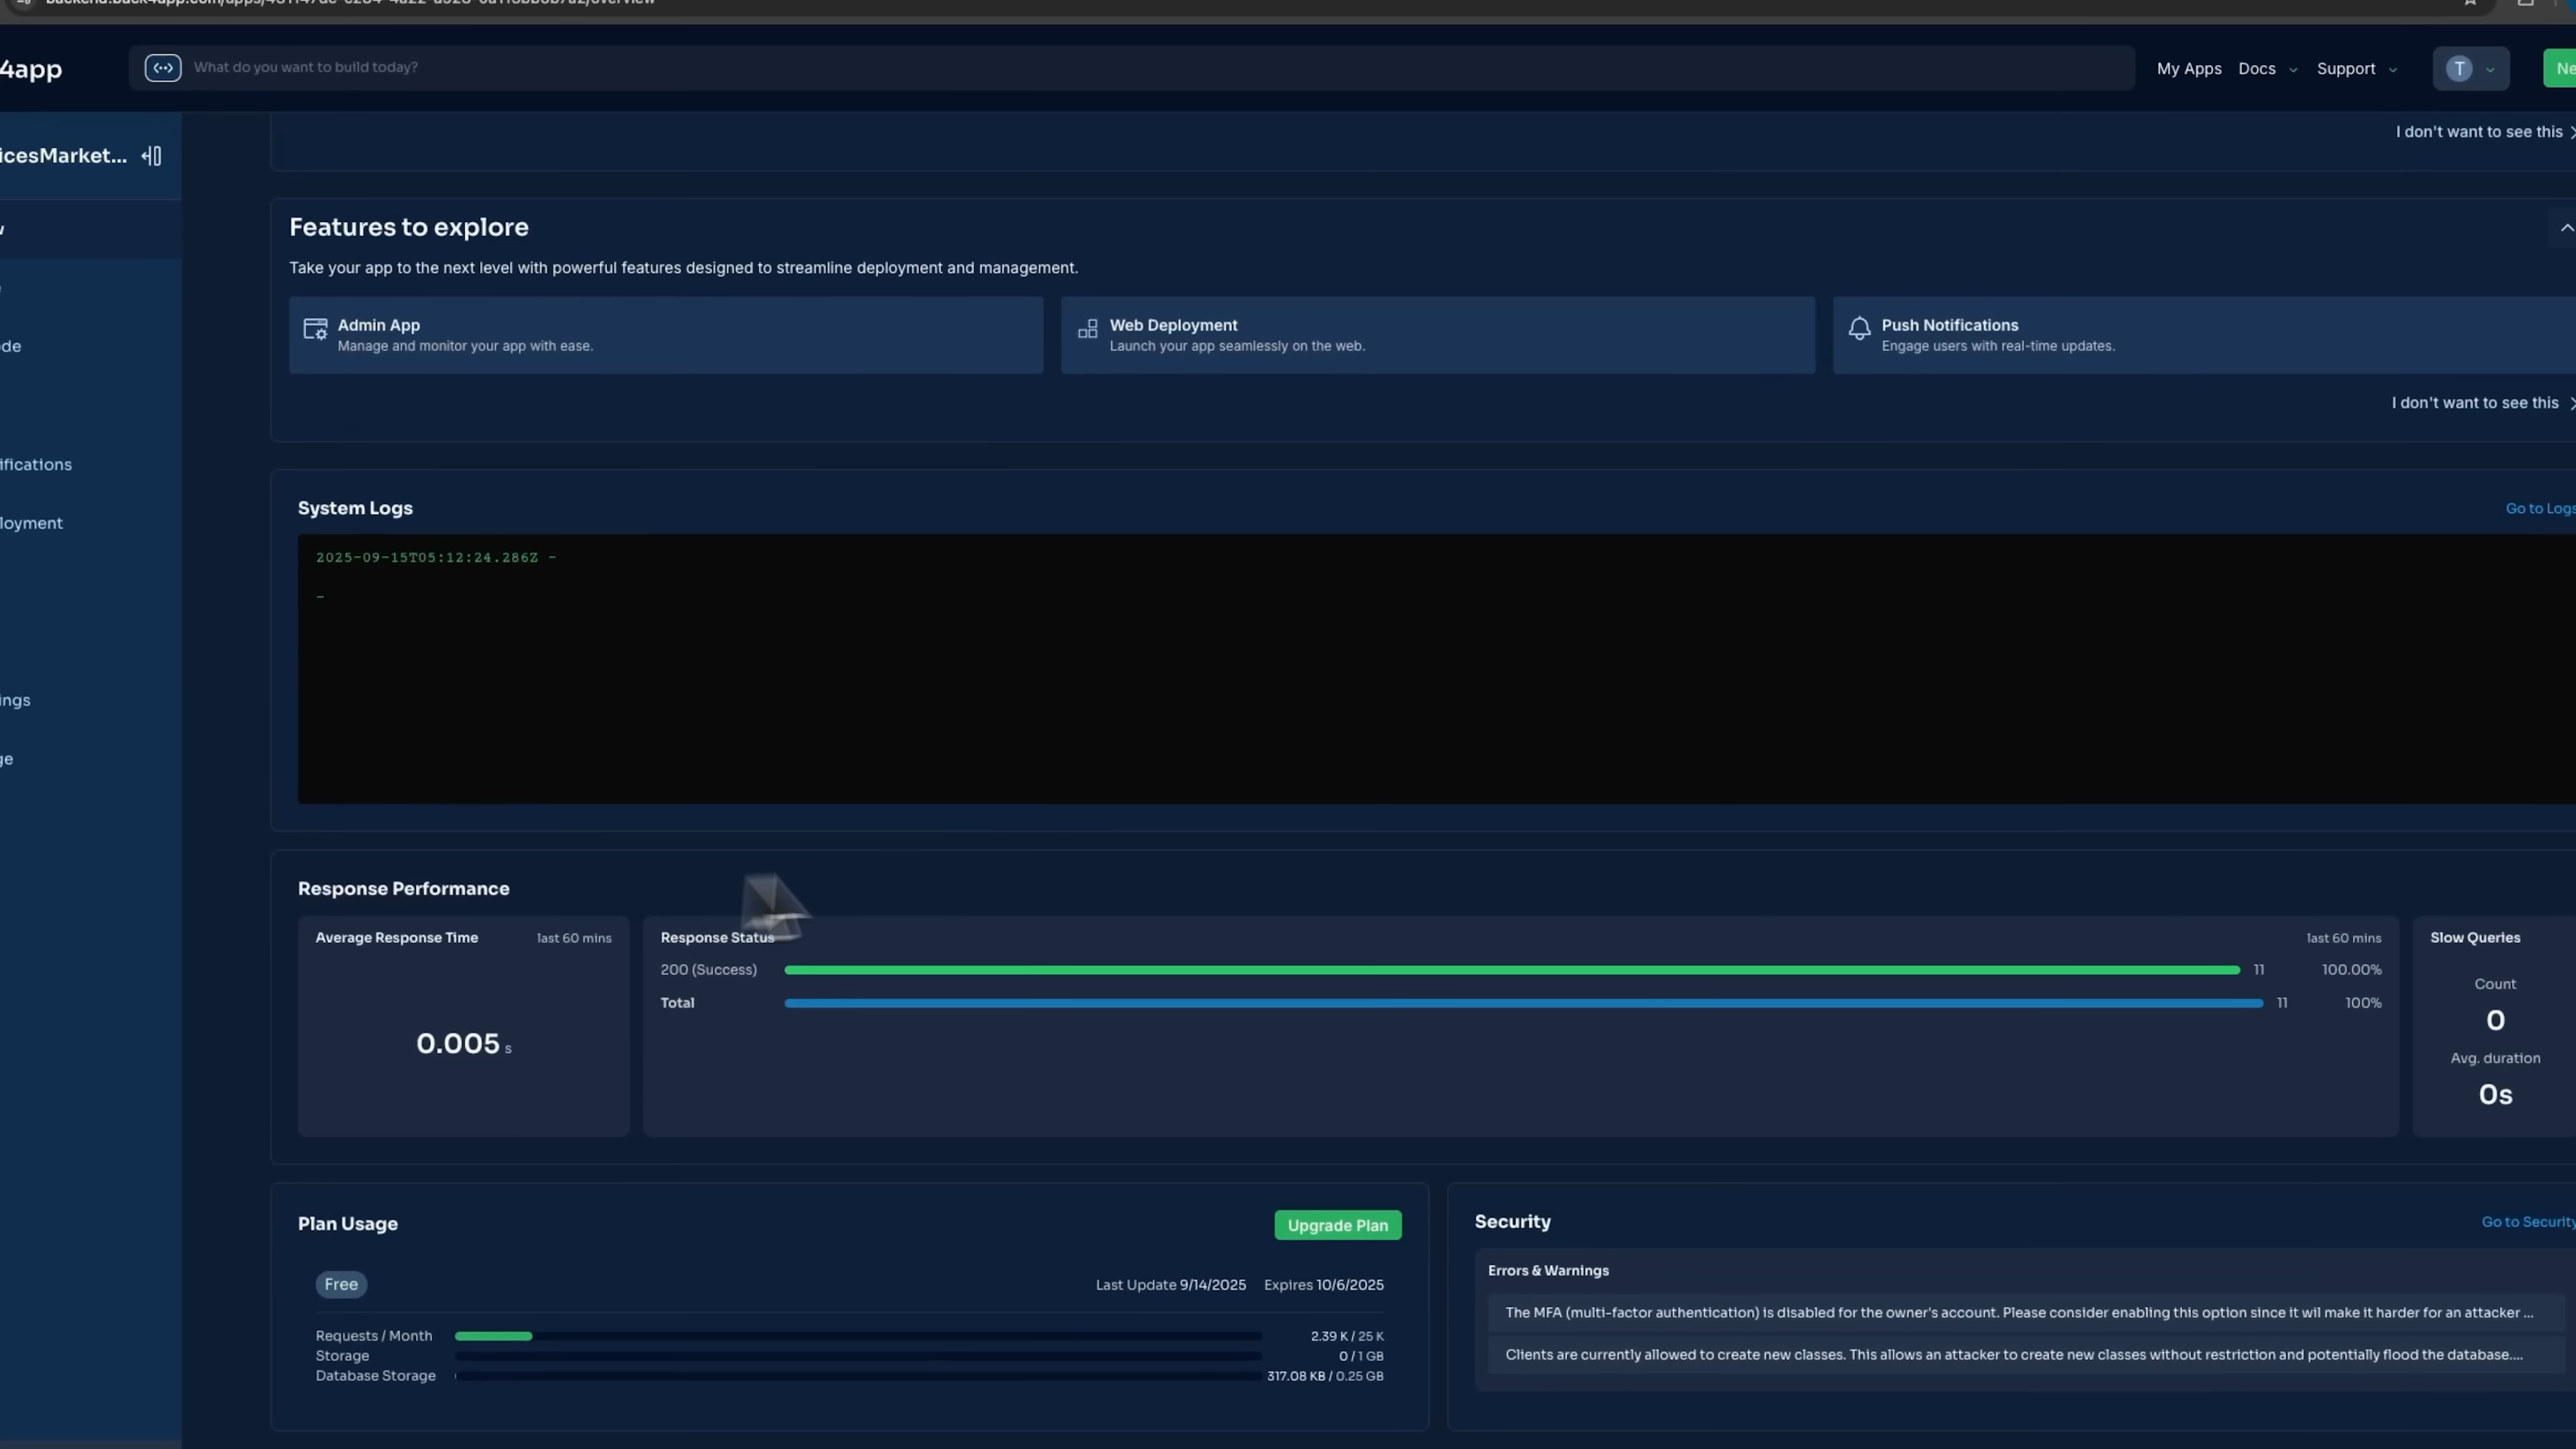 4app
What do you want to build today?
My Apps Docs Support T
I don't want to see this
icesMarket...
Features to explore
Take your app to the next level with powerful features designed to streamline deployment and management.
Admin App
Manage and monitor your app with ease.
Web Deployment
Launch your app seamlessly on the web.
Push Notifications
Engage users with real-time updates.
I don't want to see this
ifications
loyment
ings
System Logs
Go to Logs
2025-09-15T05:12:24.286Z -
-
Response Performance
Average Response Time last 60 mins
0.005 s
Response Status last 60 mins
200 (Success) 11 100.00%
Total 11 100%
Slow Queries
Count
0
Avg. duration
0s
Plan Usage
Upgrade Plan
Free
Last Update 9/14/2025 Expires 10/6/2025
Requests / Month 2.39 K / 25 K
Storage 0 / 1 GB
Database Storage 317.08 KB / 0.25 GB
Security
Go to Security
Errors & Warnings
The MFA (multi-factor authentication) is disabled for the owner's account. Please consider enabling this option since it wil make it harder for an attacker ...
Clients are currently allowed to create new classes. This allows an attacker to create new classes without restriction and potentially flood the database....